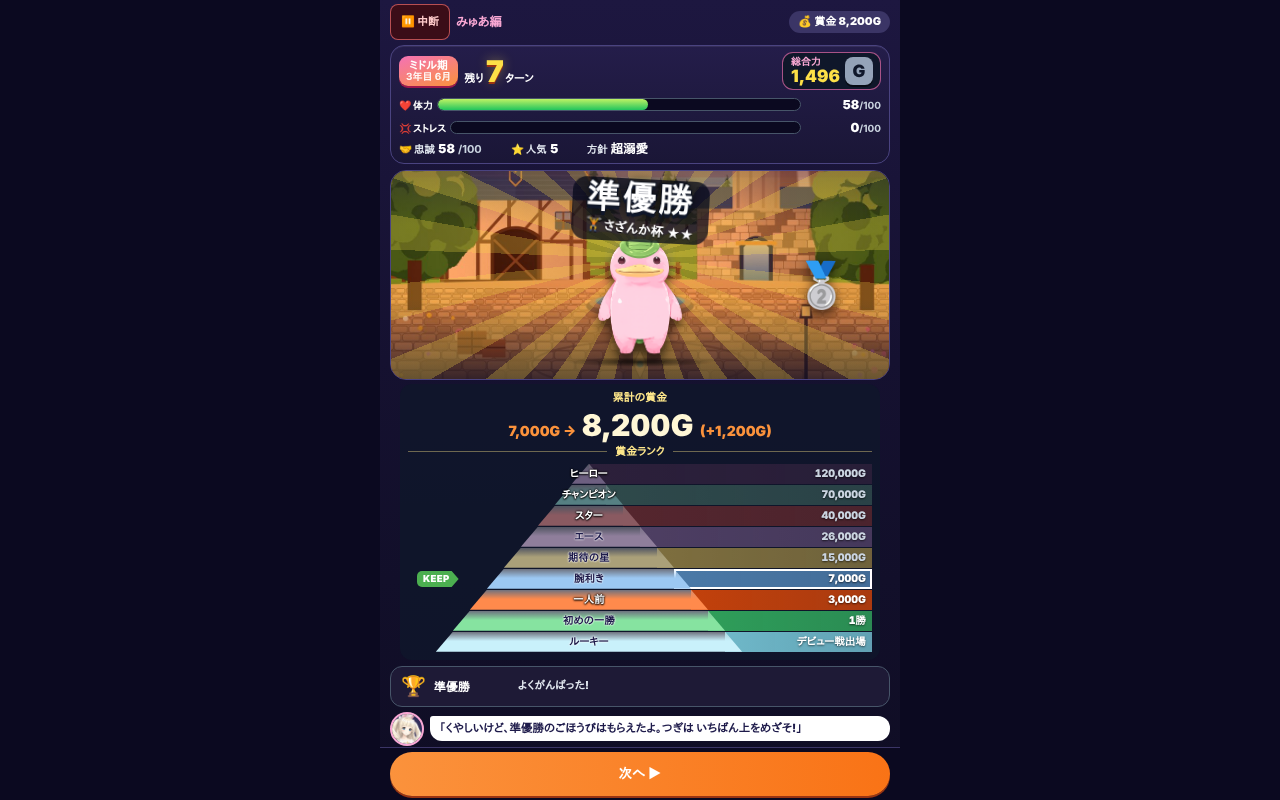 中断
みゅあ編
賞金 8,200G
ミドル期
3年目 6月
残り 7 ターン
総合力
1,496 G
体力 58/100
ストレス 0/100
忠誠 58 /100 人気 5 方針 超溺愛
準優勝
さざんか杯 ★★
2
累計の賞金
7,000G → 8,200G (+1,200G)
賞金ランク
ヒーロー 120,000G
チャンピオン 70,000G
スター 40,000G
エース 26,000G
期待の星 15,000G
KEEP 腕利き 7,000G
一人前 3,000G
初めの一勝 1勝
ルーキー デビュー戦出場
準優勝 よくがんばった!
「くやしいけど、準優勝のごほうびはもらえたよ。つぎは いちばん上をめざそ!」
次へ ▶